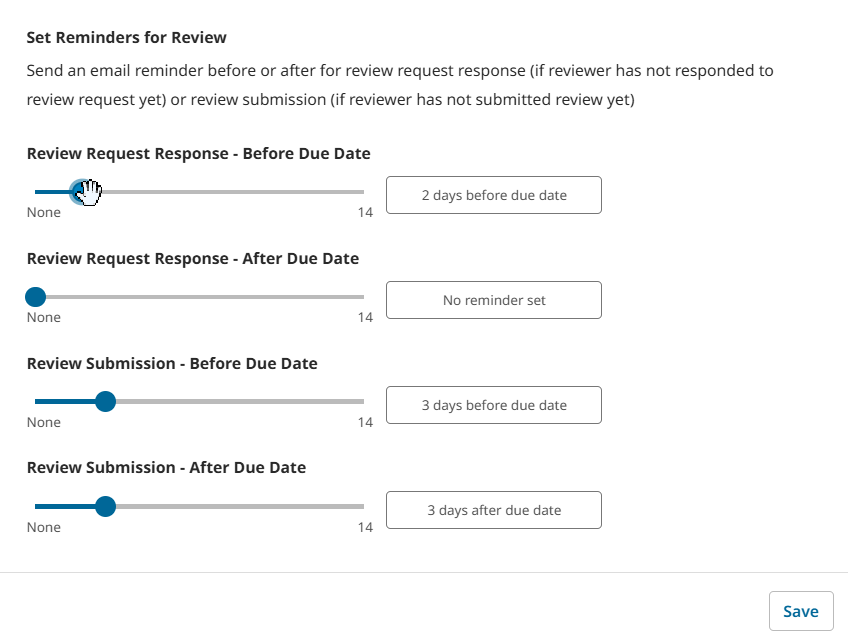 Set Reminders for Review
Send an email reminder before or after for review request response (if reviewer has not responded to
review request yet) or review submission (if reviewer has not submitted review yet)
Review Request Response - Before Due Date
2 days before due date
None 14
Review Request Response - After Due Date
No reminder set
None 14
Review Submission - Before Due Date
3 days before due date
None 14
Review Submission - After Due Date
3 days after due date
None 14
Save